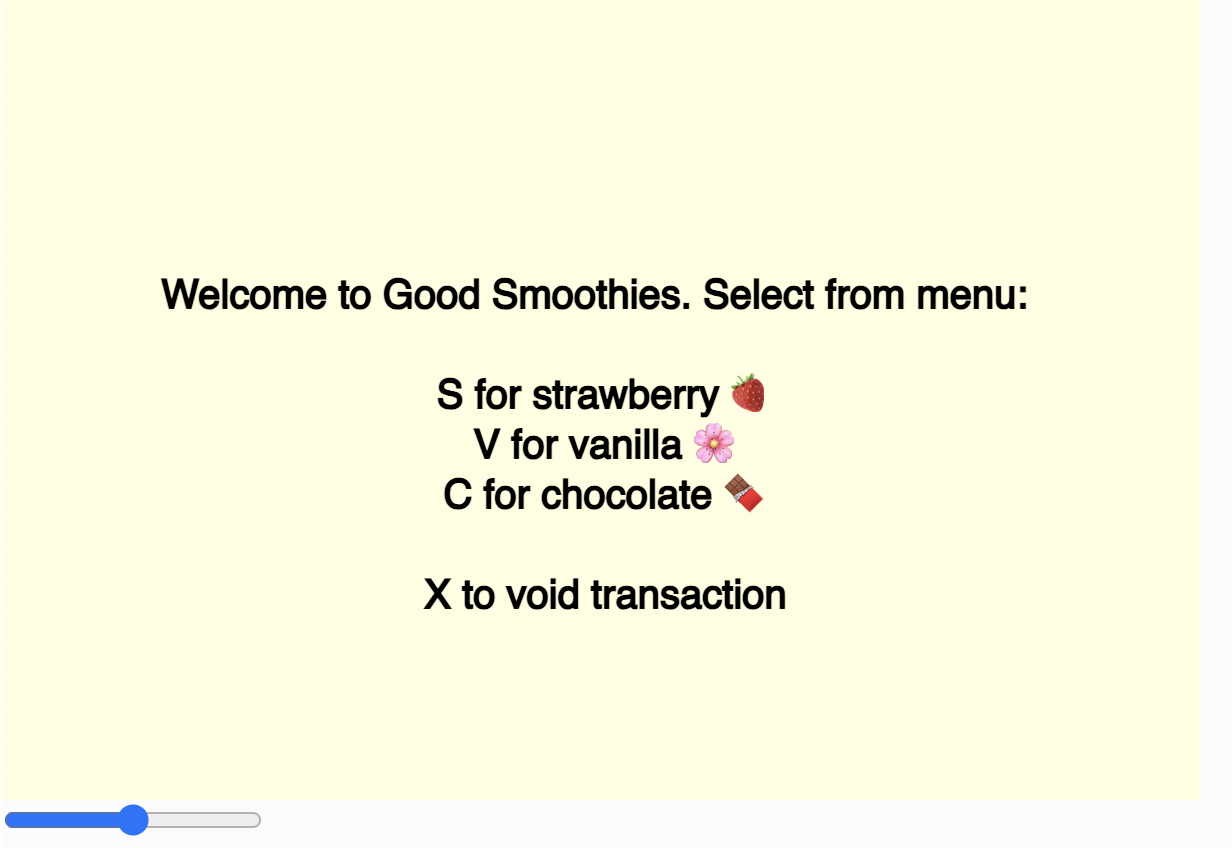 Welcome to Good Smoothies. Select from menu:
S for strawberry 🍓
V for vanilla 🌸
C for chocolate 🍫
X to void transaction